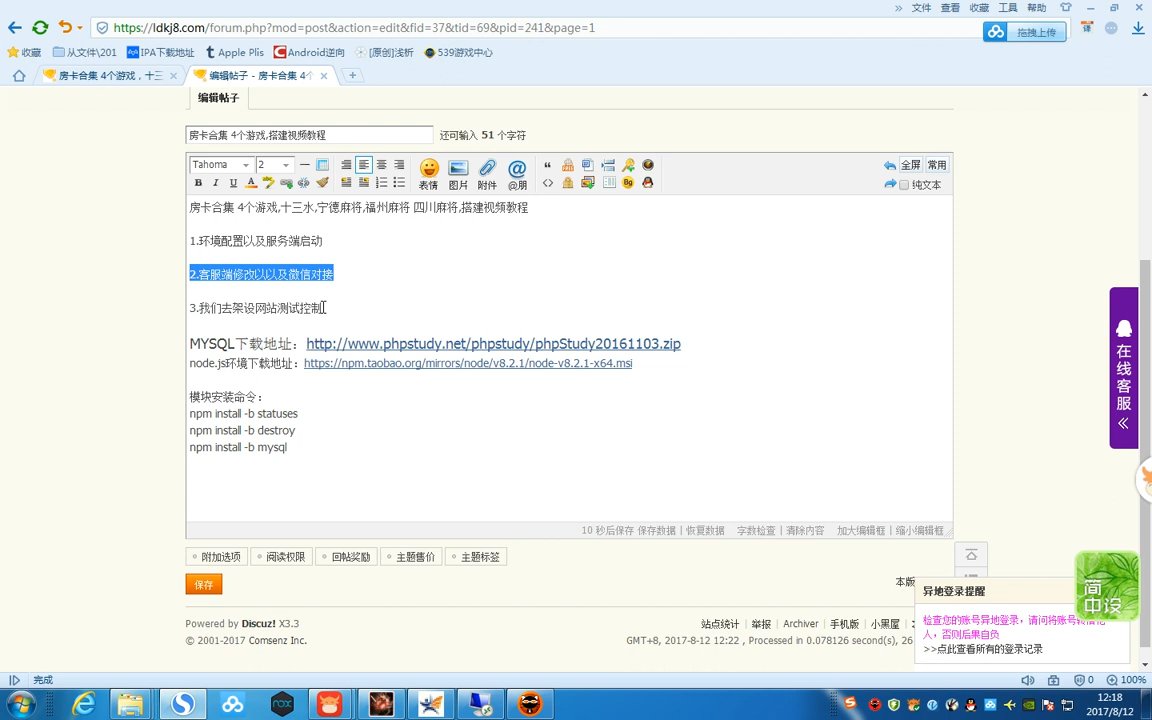 文件 查看 收藏 工具 帮助
https://ldkj8.com/forum.php?mod=post&action=edit&fid=37&tid=69&pid=241&page=1
拖拽上传
收藏 从文件\201 IPA下载地址 Apple Plis Android逆向 [原创]浅析 539游戏中心
房卡合集 4个游戏，十三 编辑帖子 - 房卡合集 4个
编辑帖子
房卡合集 4个游戏,搭建视频教程 还可输入 51 个字符
Tahoma 2 表情 图片 附件 @朋 全屏 常用
B I U A 纯文本
房卡合集 4个游戏,十三水,宁德麻将,福州麻将 四川麻将,搭建视频教程
1.环境配置以及服务端启动
2.客服端修改以以及微信对接
3.我们去架设网站测试控制
MYSQL下载地址：http://www.phpstudy.net/phpstudy/phpStudy20161103.zip
node.js环境下载地址：https://npm.taobao.org/mirrors/node/v8.2.1/node-v8.2.1-x64.msi
模块安装命令：
npm install -b statuses
npm install -b destroy
npm install -b mysql
在线客服
10 秒后保存 保存数据 | 恢复数据 字数检查 | 清除内容 加大编辑框 | 缩小编辑框
附加选项 阅读权限 回帖奖励 主题售价 主题标签
保存
本版
异地登录提醒
检查您的账号异地登录，请问将账号
人，否则后果自负
>>点此查看所有的登录记录
简
中设
Powered by Discuz! X3.3
© 2001-2017 Comsenz Inc.
站点统计 | 举报 | Archiver | 手机版 | 小黑屋 |
GMT+8, 2017-8-12 12:22 , Processed in 0.078126 second(s), 26
完成
0 100%
12:18
2017/8/12